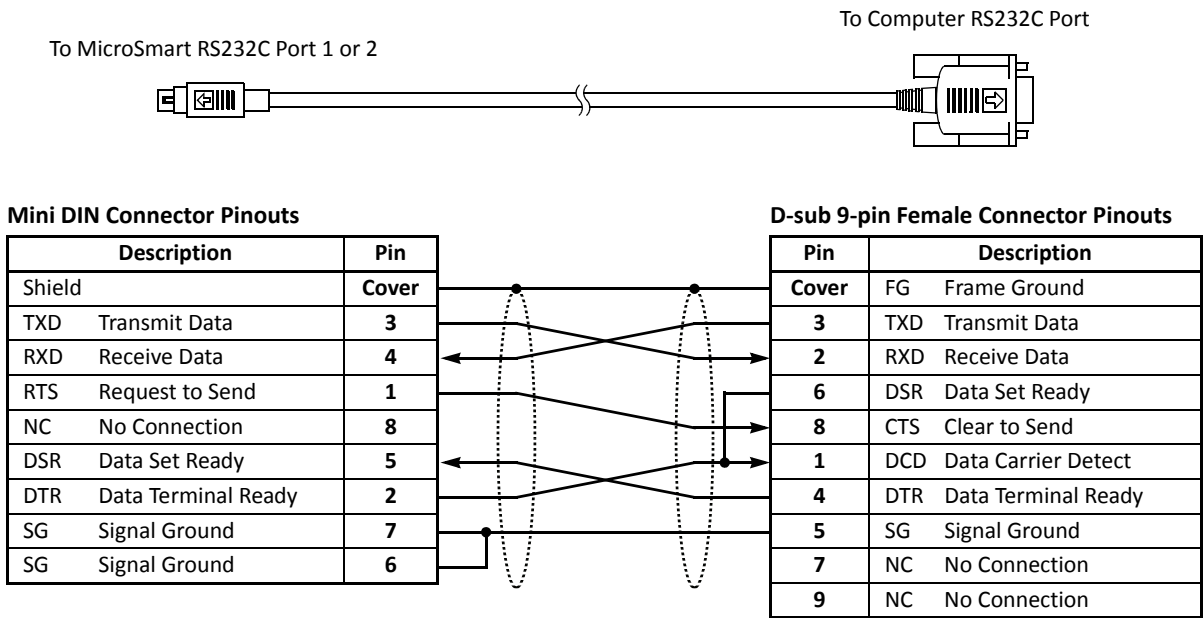 To Computer RS232C Port
To MicroSmart RS232C Port 1 or 2
Mini DIN Connector Pinouts
Description Pin
Shield Cover
TXD Transmit Data 3
RXD Receive Data 4
RTS Request to Send 1
NC No Connection 8
DSR Data Set Ready 5
DTR Data Terminal Ready 2
SG Signal Ground 7
SG Signal Ground 6
D-sub 9-pin Female Connector Pinouts
Pin Description
Cover FG Frame Ground
3 TXD Transmit Data
2 RXD Receive Data
6 DSR Data Set Ready
8 CTS Clear to Send
1 DCD Data Carrier Detect
4 DTR Data Terminal Ready
5 SG Signal Ground
7 NC No Connection
9 NC No Connection